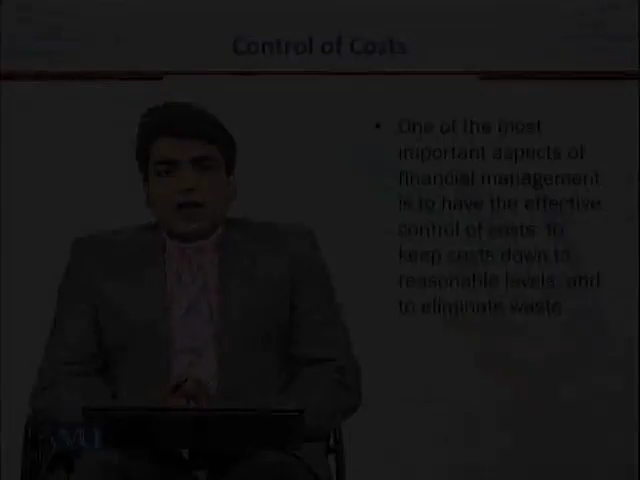 Control of Costs
• One of the most
important aspects of
financial management
is to have the effective
control of costs, to
keep costs down to
reasonable levels, and
to eliminate waste